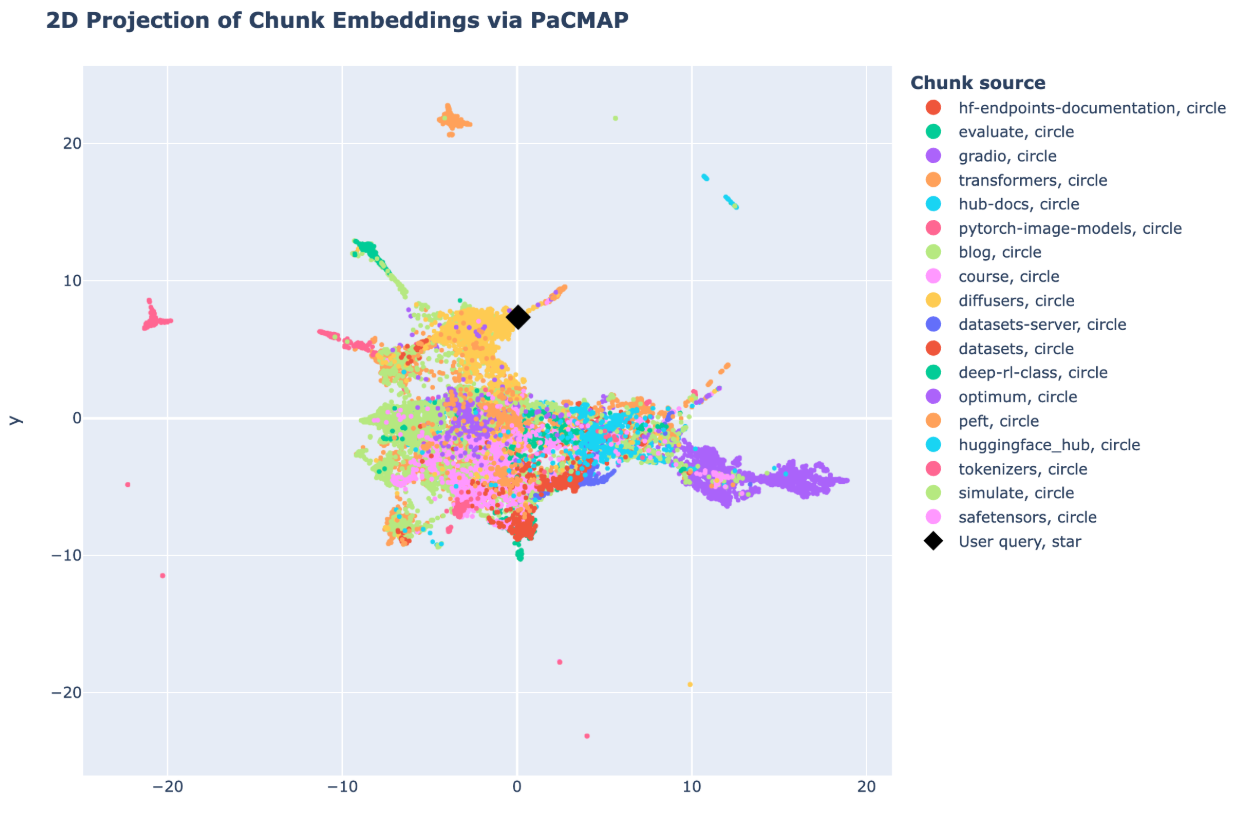 2D Projection of Chunk Embeddings via PaCMAP
Chunk source
hf-endpoints-documentation, circle
evaluate, circle
gradio, circle
transformers, circle
hub-docs, circle
pytorch-image-models, circle
blog, circle
course, circle
diffusers, circle
datasets-server, circle
datasets, circle
deep-rl-class, circle
optimum, circle
peft, circle
huggingface_hub, circle
tokenizers, circle
simulate, circle
safetensors, circle
User query, star
y
20
10
0
−10
−20
−20
−10
0
10
20